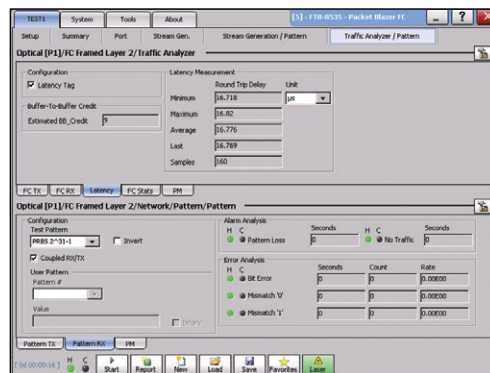 TEST1 System Tools About [5] - FTB-8535 - Packet Blazer FC _ ?
Setup Summary Port Stream Gen. Stream Generation / Pattern Traffic Analyzer / Pattern
Optical [P1]/FC Framed Layer 2/Traffic Analyzer
Configuration
Latency Tag
Buffer-To-Buffer Credit
Estimated BB_Credit 9
Latency Measurement
Round Trip Delay Unit
Minimum 16.718 µs
Maximum 16.82
Average 16.776
Last 16.769
Samples 160
FC TX FC RX Latency FC Stats PM
Optical [P1]/FC Framed Layer 2/Network/Pattern/Pattern
Configuration
Test Pattern
PRBS 2^31-1 Invert
Coupled RX/TX
User Pattern
Pattern #
Value
Binary
Alarm Analysis
H C Seconds H C Seconds
Pattern Loss 0 No Traffic 0
Error Analysis
H C Seconds Count Rate
Bit Error 0 0 0.00E00
Mismatch '0' 0 0 0.00E00
Mismatch '1' 0 0 0.00E00
Pattern TX Pattern RX PM
[ 0d 00:00:16 ] H C Start Report New Load Save Favorites Laser